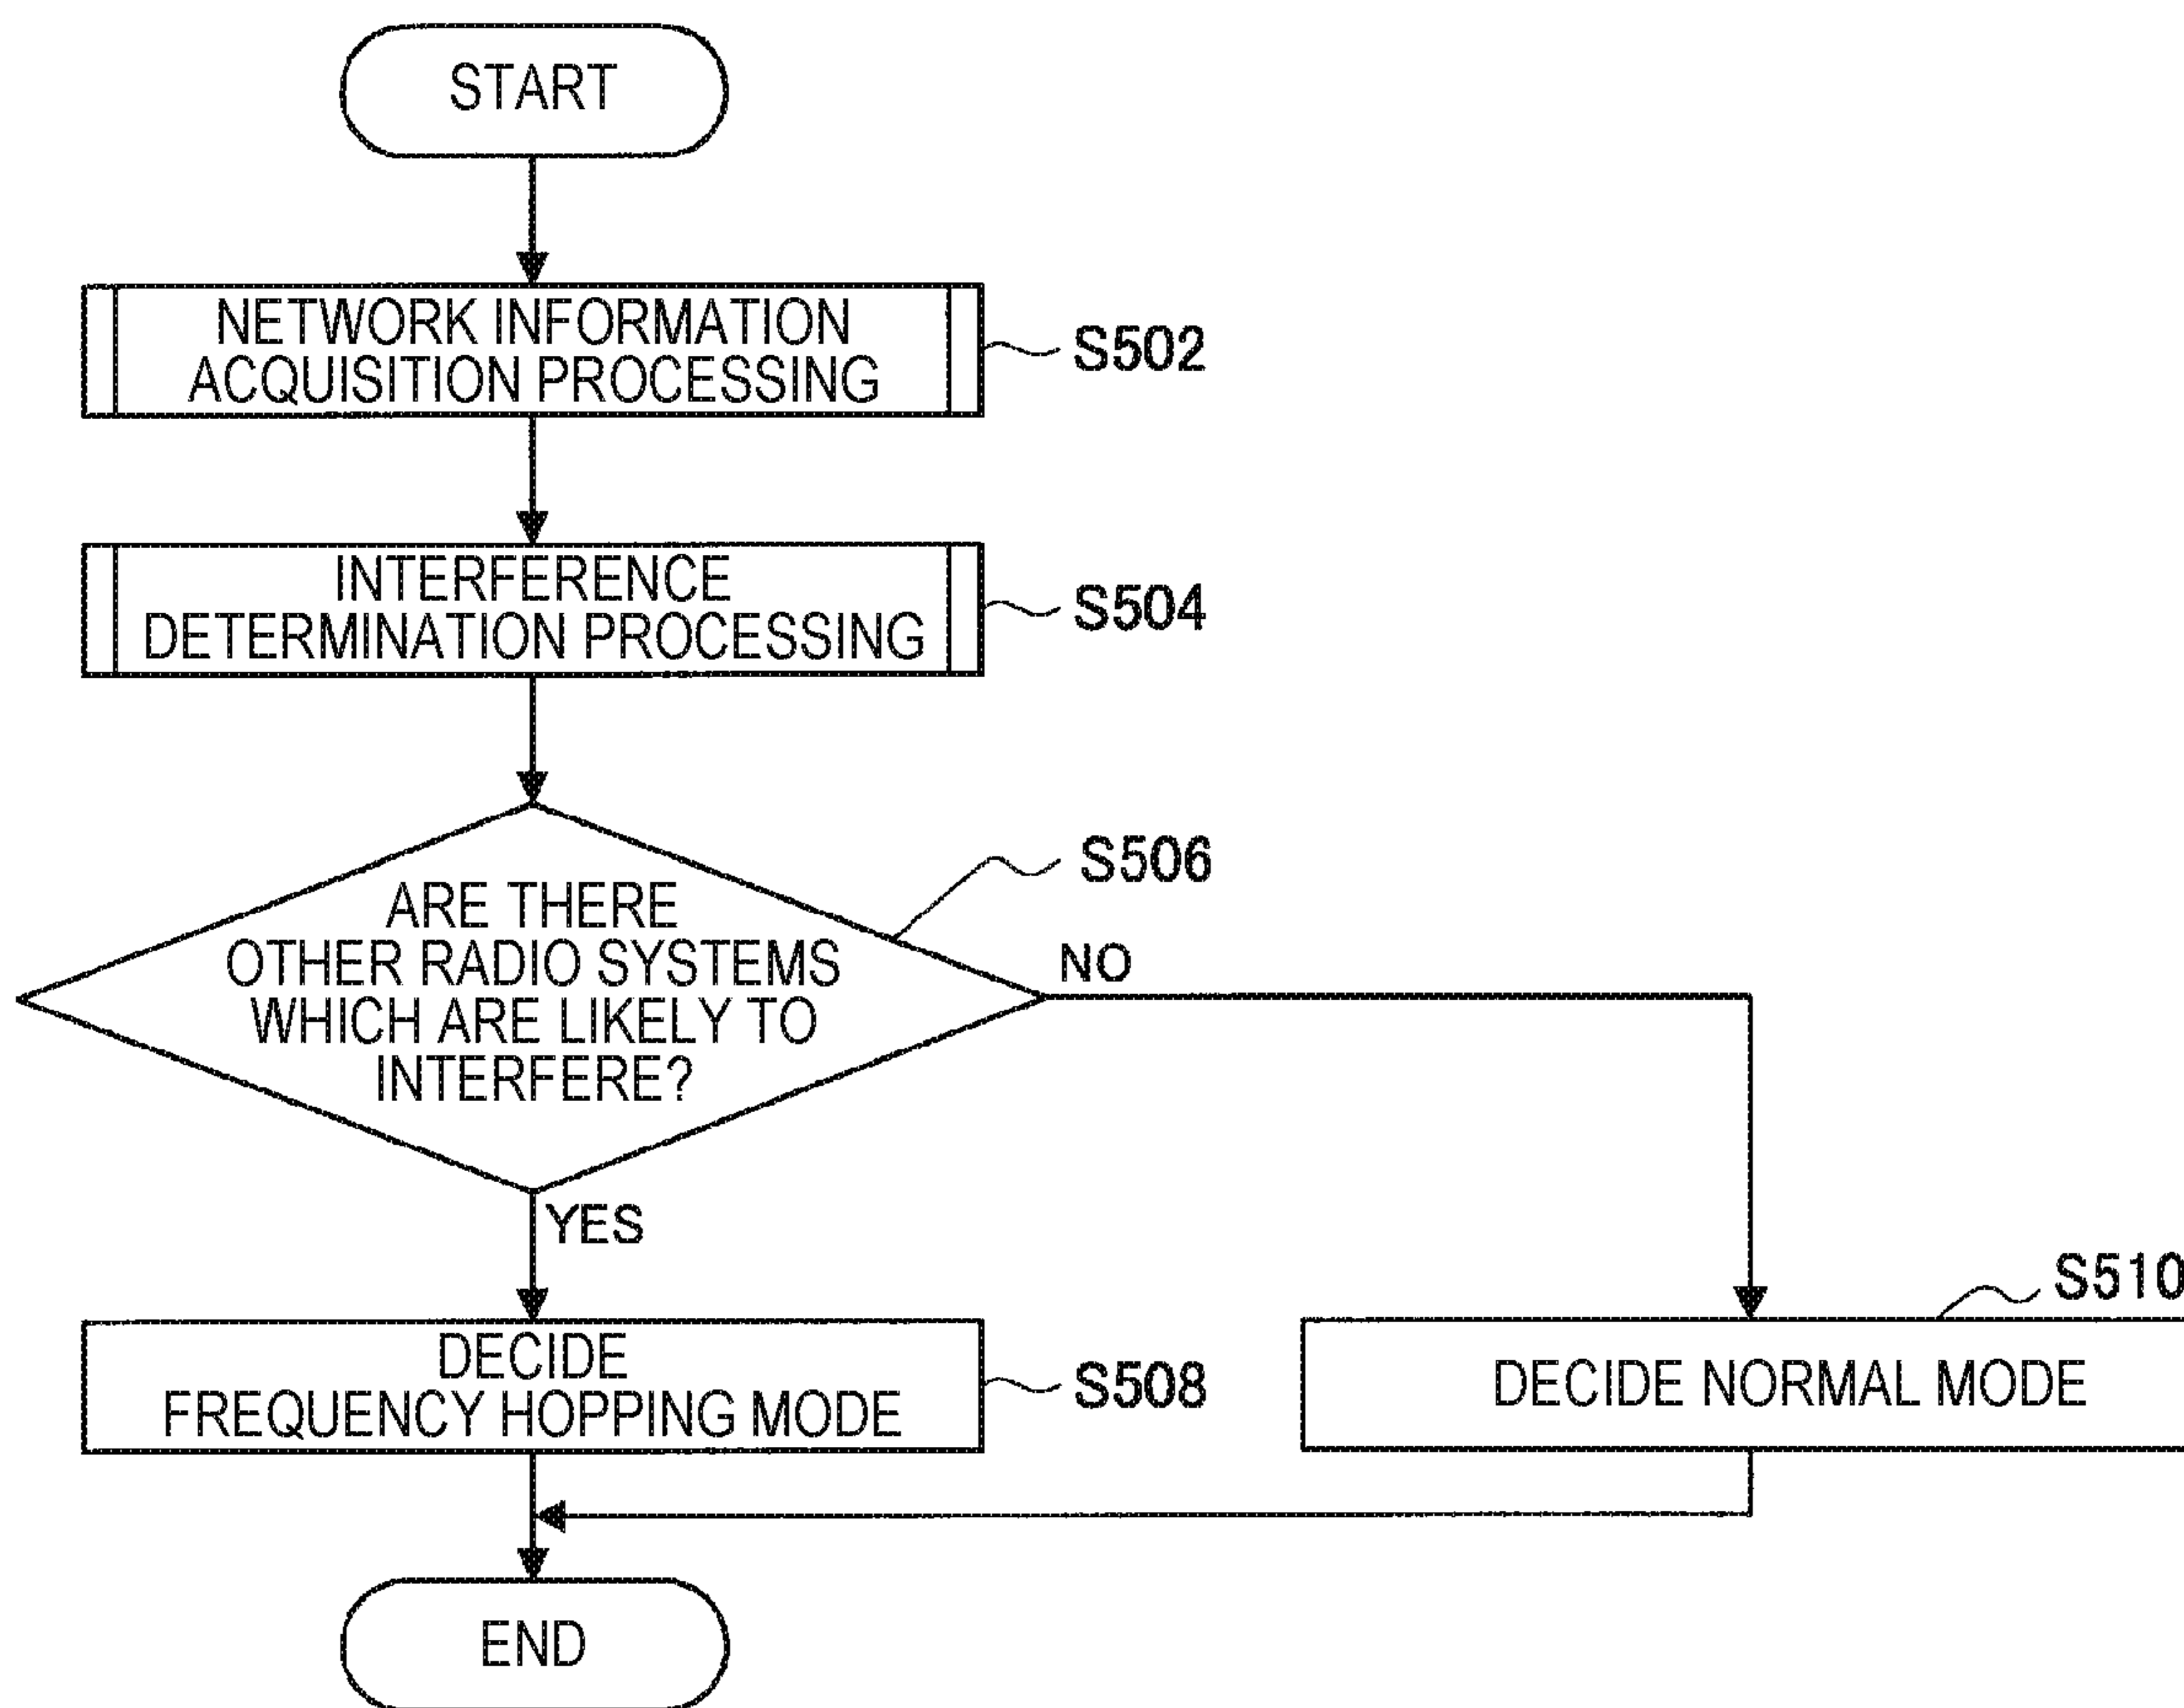 START
NETWORK INFORMATION
ACQUISITION PROCESSING
S502
INTERFERENCE
DETERMINATION PROCESSING
S504
S506
ARE THERE
OTHER RADIO SYSTEMS
WHICH ARE LIKELY TO
INTERFERE?
NO
YES
DECIDE
FREQUENCY HOPPING MODE
S508
S510
DECIDE NORMAL MODE
END